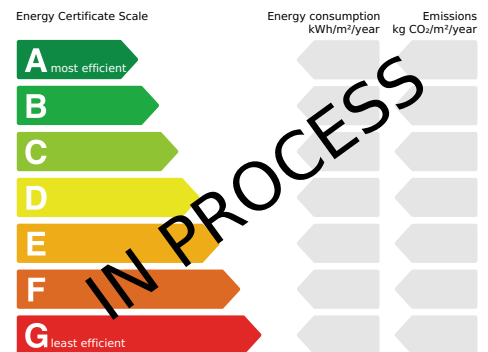 Energy Certificate Scale
Energy consumption
kWh/m²/year
Emissions
kg CO₂/m²/year
A most efficient
B
C
D
E
F
G least efficient
IN PROCESS